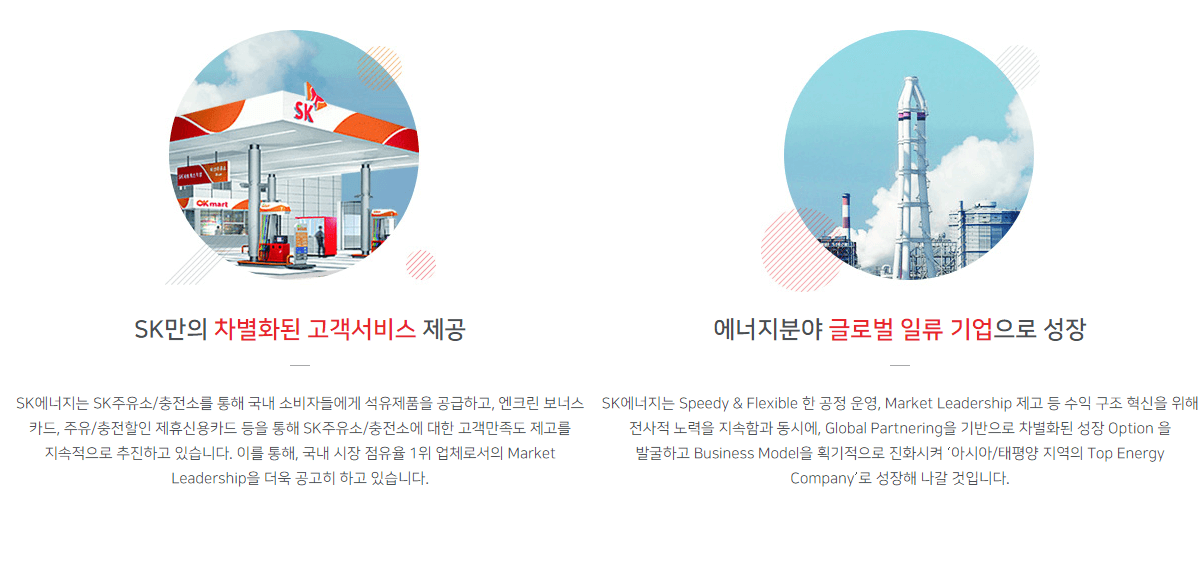 SK
OK mart
SK만의 차별화된 고객서비스 제공
SK에너지는 SK주유소/충전소를 통해 국내 소비자들에게 석유제품을 공급하고, 엔크린 보너스
카드, 주유/충전할인 제휴신용카드 등을 통해 SK주유소/충전소에 대한 고객만족도 제고를
지속적으로 추진하고 있습니다. 이를 통해, 국내 시장 점유율 1위 업체로서의 Market
Leadership을 더욱 공고히 하고 있습니다.
에너지분야 글로벌 일류 기업으로 성장
SK에너지는 Speedy & Flexible 한 공정 운영, Market Leadership 제고 등 수익 구조 혁신을 위해
전사적 노력을 지속함과 동시에, Global Partnering을 기반으로 차별화된 성장 Option 을
발굴하고 Business Model을 획기적으로 진화시켜 ‘아시아/태평양 지역의 Top Energy
Company’로 성장해 나갈 것입니다.